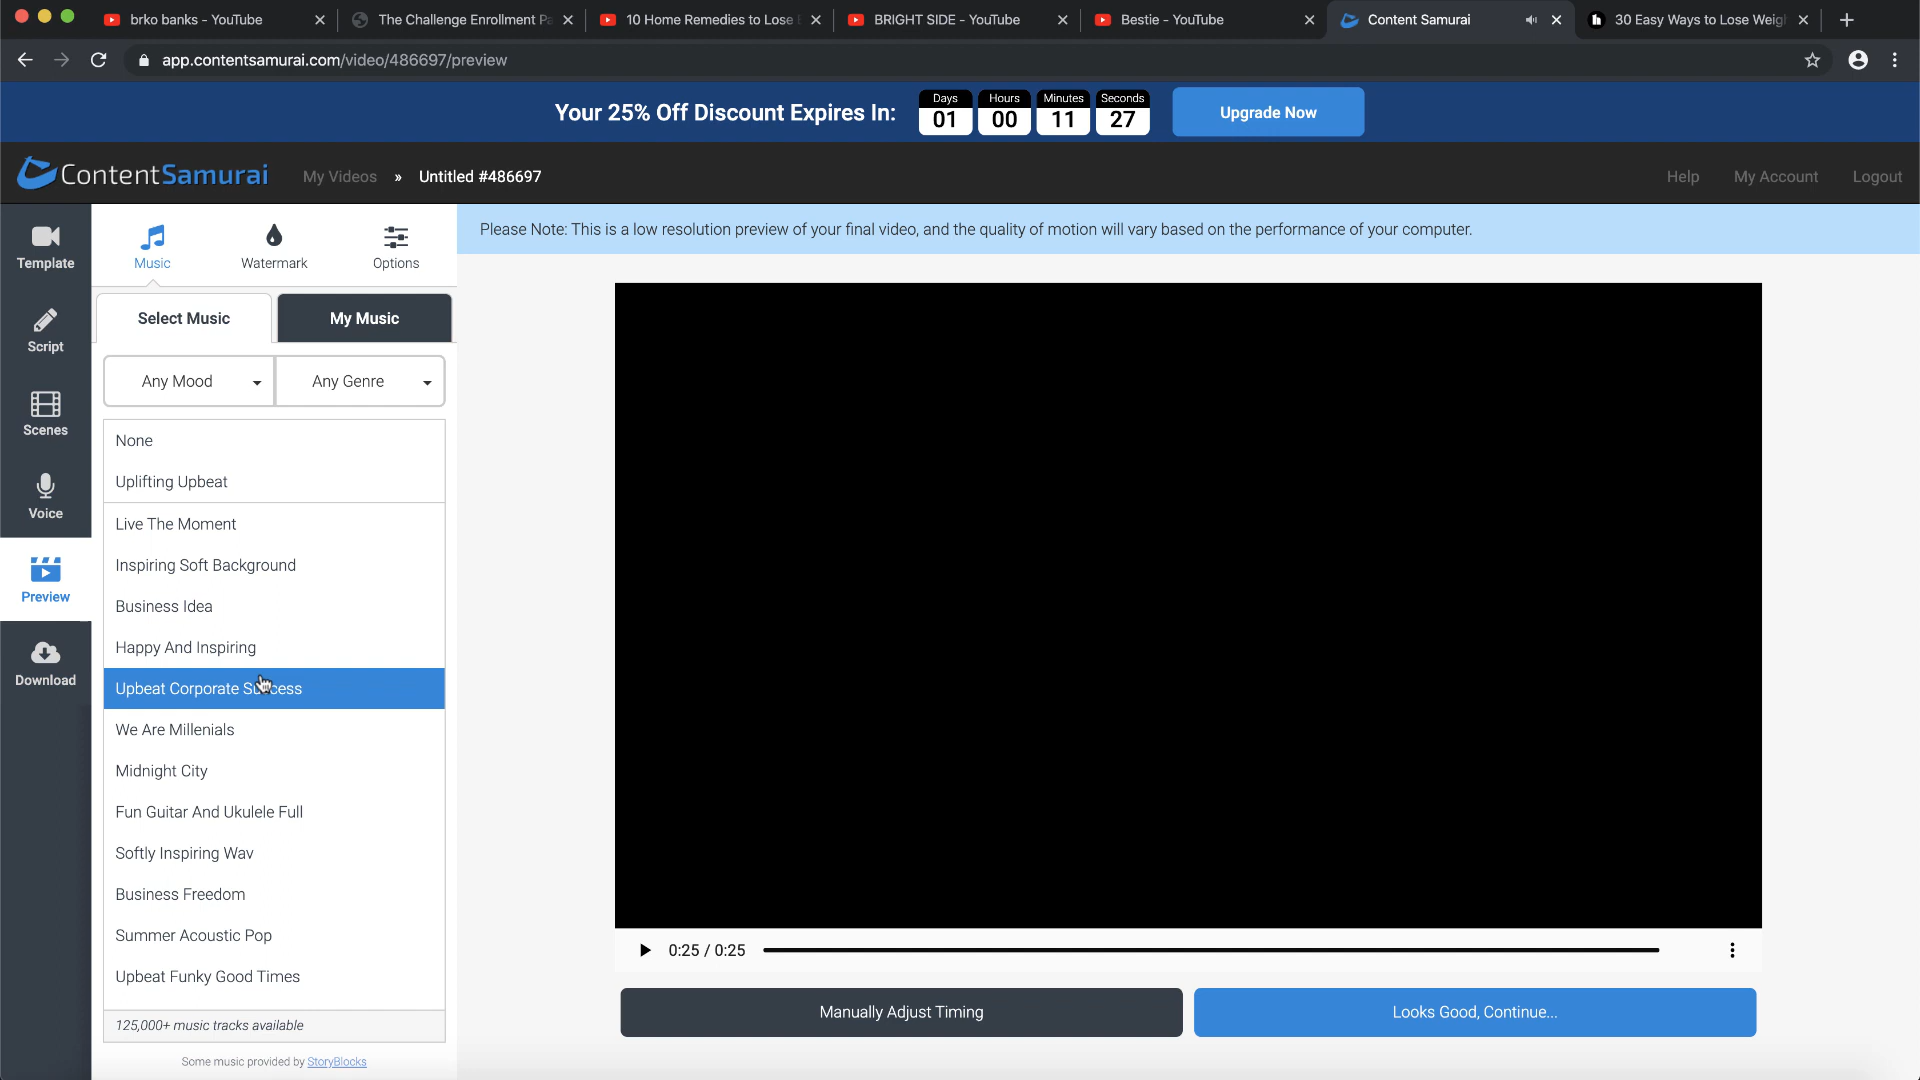 brko banks - YouTube
The Challenge Enrollment Pa
10 Home Remedies to Lose
BRIGHT SIDE - YouTube
Bestie - YouTube
Content Samurai
30 Easy Ways to Lose Weig
app.contentsamurai.com/video/486697/preview
Your 25% Off Discount Expires In:
Days
01
Hours
00
Minutes
11
Seconds
27
Upgrade Now
ContentSamurai
My Videos » Untitled #486697
Help
My Account
Logout
Template
Script
Scenes
Voice
Preview
Download
Music
Watermark
Options
Please Note: This is a low resolution preview of your final video, and the quality of motion will vary based on the performance of your computer.
Select Music
My Music
Any Mood
Any Genre
None
Uplifting Upbeat
Live The Moment
Inspiring Soft Background
Business Idea
Happy And Inspiring
Upbeat Corporate Success
We Are Millenials
Midnight City
Fun Guitar And Ukulele Full
Softly Inspiring Wav
Business Freedom
Summer Acoustic Pop
Upbeat Funky Good Times
125,000+ music tracks available
Some music provided by StoryBlocks
0:25 / 0:25
Manually Adjust Timing
Looks Good, Continue...